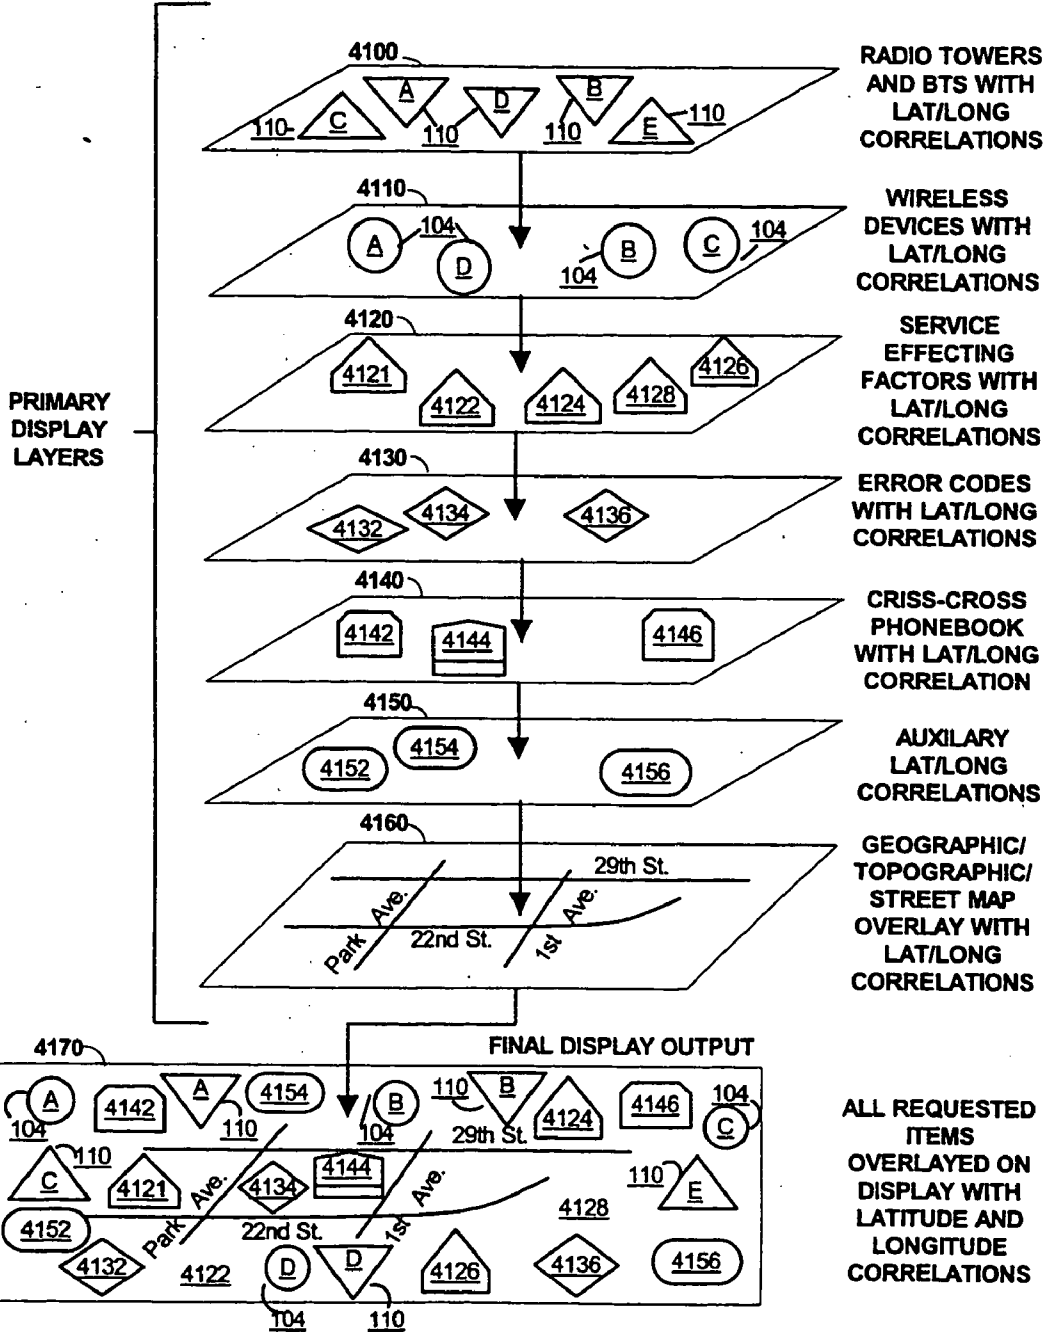 4100
RADIO TOWERS
AND BTS WITH
LAT/LONG
CORRELATIONS
A
D
B
C
E
110
110
110
110
4110
WIRELESS
DEVICES WITH
LAT/LONG
CORRELATIONS
A
104
D
104
B
C
104
4120
SERVICE
EFFECTING
FACTORS WITH
LAT/LONG
CORRELATIONS
4121
4122
4124
4128
4126
PRIMARY
DISPLAY
LAYERS
4130
ERROR CODES
WITH LAT/LONG
CORRELATIONS
4132
4134
4136
4140
CRISS-CROSS
PHONEBOOK
WITH LAT/LONG
CORRELATION
4142
4144
4146
4150
AUXILARY
LAT/LONG
CORRELATIONS
4152
4154
4156
4160
GEOGRAPHIC/
TOPOGRAPHIC/
STREET MAP
OVERLAY WITH
LAT/LONG
CORRELATIONS
29th St.
Park Ave.
22nd St.
1st Ave.
4170
FINAL DISPLAY OUTPUT
A
104
4142
A
110
4154
B
104
110
B
29th St.
4124
4146
104
C
C
110
4121
Park Ave.
4134
4144
1st Ave.
4128
110
E
4152
22nd St.
4132
4122
D
104
D
110
4126
4136
4156
ALL REQUESTED
ITEMS
OVERLAYED ON
DISPLAY WITH
LATITUDE AND
LONGITUDE
CORRELATIONS